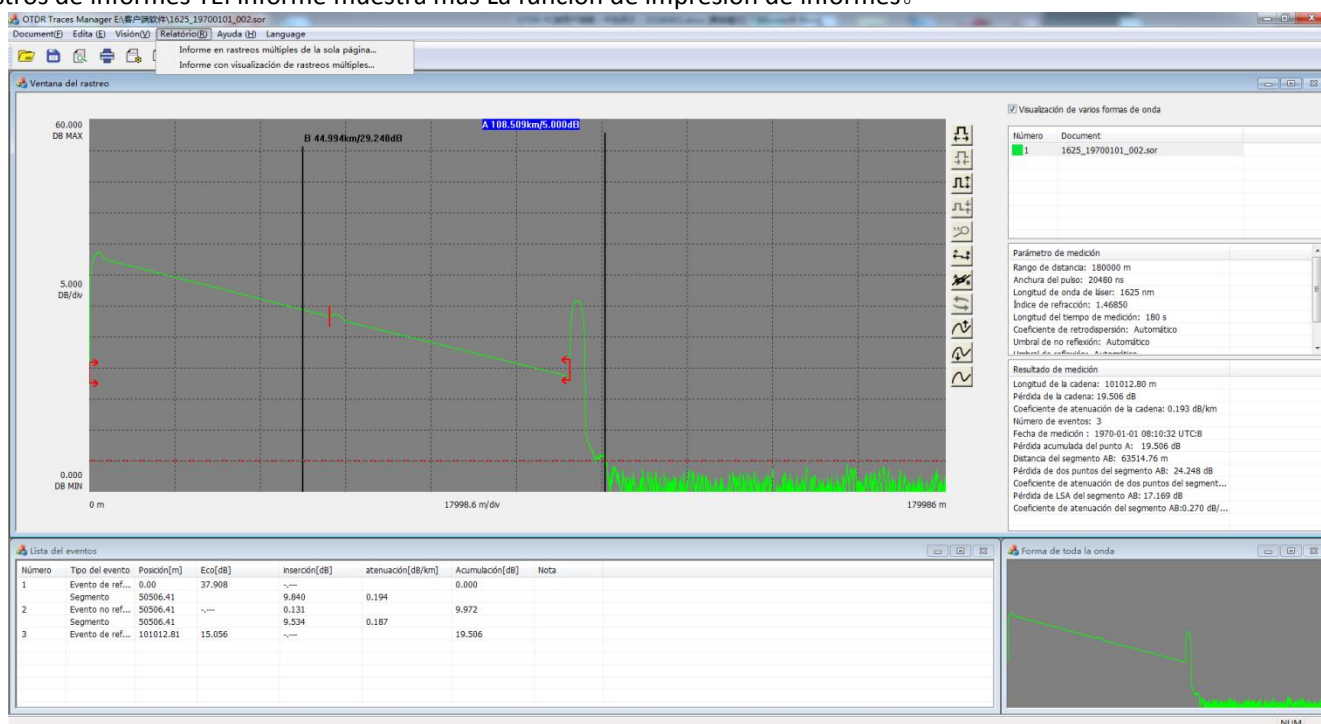 tros de informes YEl informe muestra más La función de impresión de informes。
OTDR Traces Manager E:\客户端软件\1625_19700101_002.sor
Document(F) Edita (E) Visión(V) Relatório(R) Ayuda (H) Language
Informe en rastreos múltiples de la sola página...
Informe con visualización de rastreos múltiples...
Ventana del rastreo
60.000
DB MAX
B 44.994km/29.248dB
A 108.509km/5.000dB
5.000
DB/div
0.000
DB MIN
0 m
17998.6 m/div
179986 m
Visualización de varios formas de onda
Número Document
1 1625_19700101_002.sor
Parámetro de medición
Rango de distancia: 180000 m
Anchura del pulso: 20480 ns
Longitud de onda de láser: 1625 nm
Índice de refracción: 1.46850
Longitud del tiempo de medición: 180 s
Coeficiente de retrodispersión: Automático
Umbral de no reflexión: Automático
Umbral de reflexión: Automático
Resultado de medición
Longitud de la cadena: 101012.80 m
Pérdida de la cadena: 19.506 dB
Coeficiente de atenuación de la cadena: 0.193 dB/km
Número de eventos: 3
Fecha de medición : 1970-01-01 08:10:32 UTC:8
Pérdida acumulada del punto A: 19.506 dB
Distancia del segmento AB: 63514.76 m
Pérdida de dos puntos del segmento AB: 24.248 dB
Coeficiente de atenuación de dos puntos del segment...
Pérdida de LSA del segmento AB: 17.169 dB
Coeficiente de atenuación del segmento AB:0.270 dB/...
Lista del eventos
Número Tipo del evento Posición[m] Eco[dB] inserción[dB] atenuación[dB/km] Acumulación[dB] Nota
1 Evento de ref... 0.00 37.908 -.--- 0.000
Segmento 50506.41 9.840 0.194
2 Evento no ref... 50506.41 -.--- 0.131 9.972
Segmento 50506.41 9.534 0.187
3 Evento de ref... 101012.81 15.056 -.--- 19.506
Forma de toda la onda
NUM